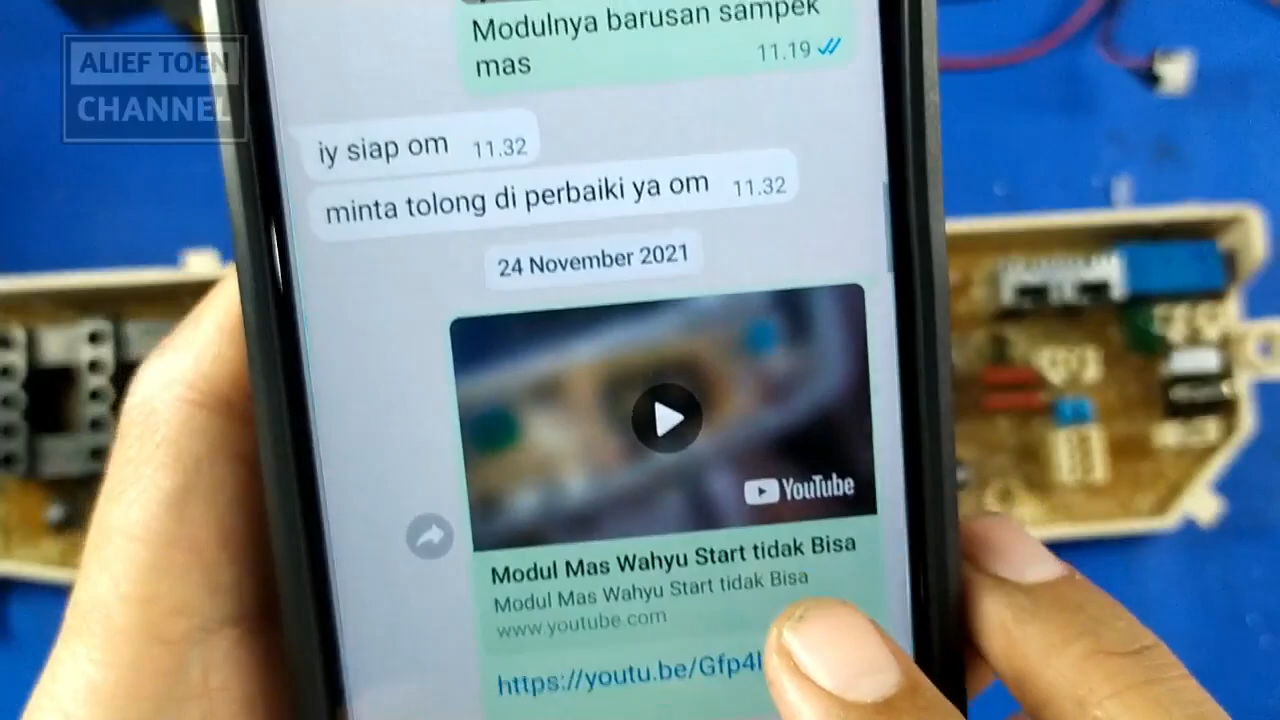 ALIEF TOEN
CHANNEL
Modulnya barusan sampek
mas
11.19
iy siap om 11.32
minta tolong di perbaiki ya om 11.32
24 November 2021
YouTube
Modul Mas Wahyu Start tidak Bisa
Modul Mas Wahyu Start tidak Bisa
www.youtube.com
https://youtu.be/Gfp4